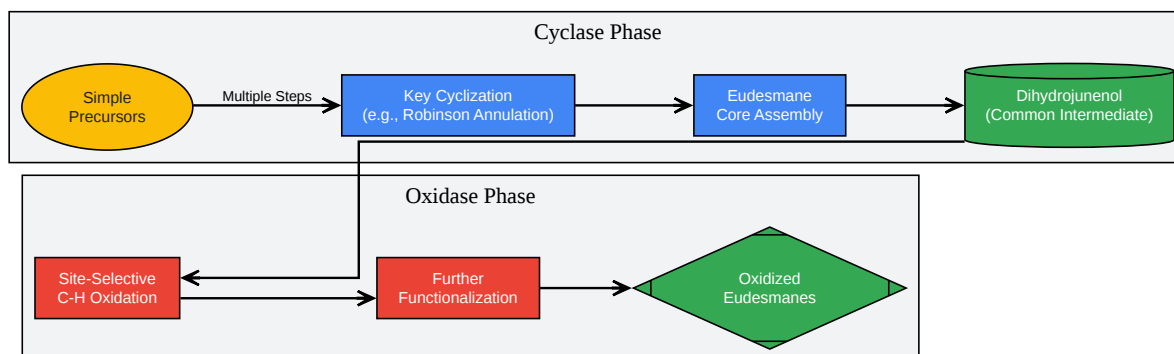 Cyclase Phase
Simple
Precursors
Multiple Steps
Key Cyclization
(e.g., Robinson Annulation)
Eudesmane
Core Assembly
Dihydrojunenol
(Common Intermediate)
Oxidase Phase
Site-Selective
C-H Oxidation
Further
Functionalization
Oxidized
Eudesmanes